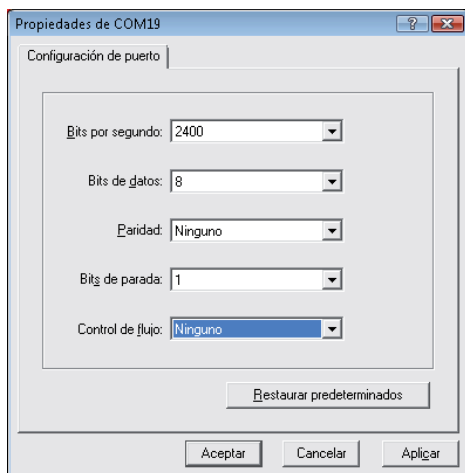 Propiedades de COM19
Configuración de puerto
Bits por segundo: 2400
Bits de datos: 8
Paridad: Ninguno
Bits de parada: 1
Control de flujo: Ninguno
Restaurar predeterminados
Aceptar Cancelar Aplicar